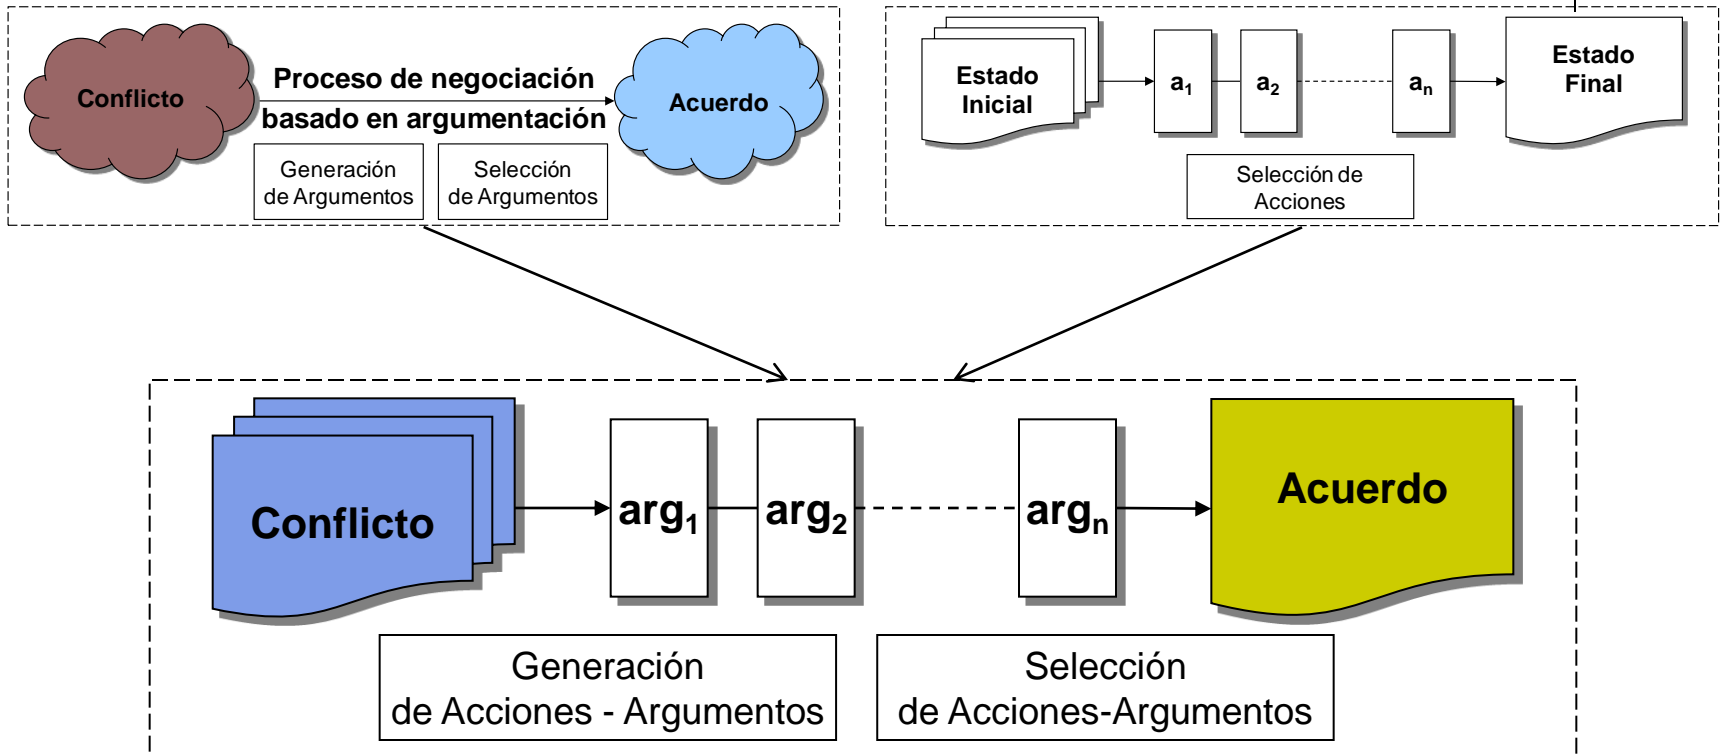 Conflicto
Proceso de negociación
basado en argumentación
Acuerdo
Generación
de Argumentos
Selección
de Argumentos
Estado
Inicial
a1
a2
an
Estado
Final
Selección de
Acciones
Conflicto
arg1
arg2
argn
Acuerdo
Generación
de Acciones - Argumentos
Selección
de Acciones-Argumentos